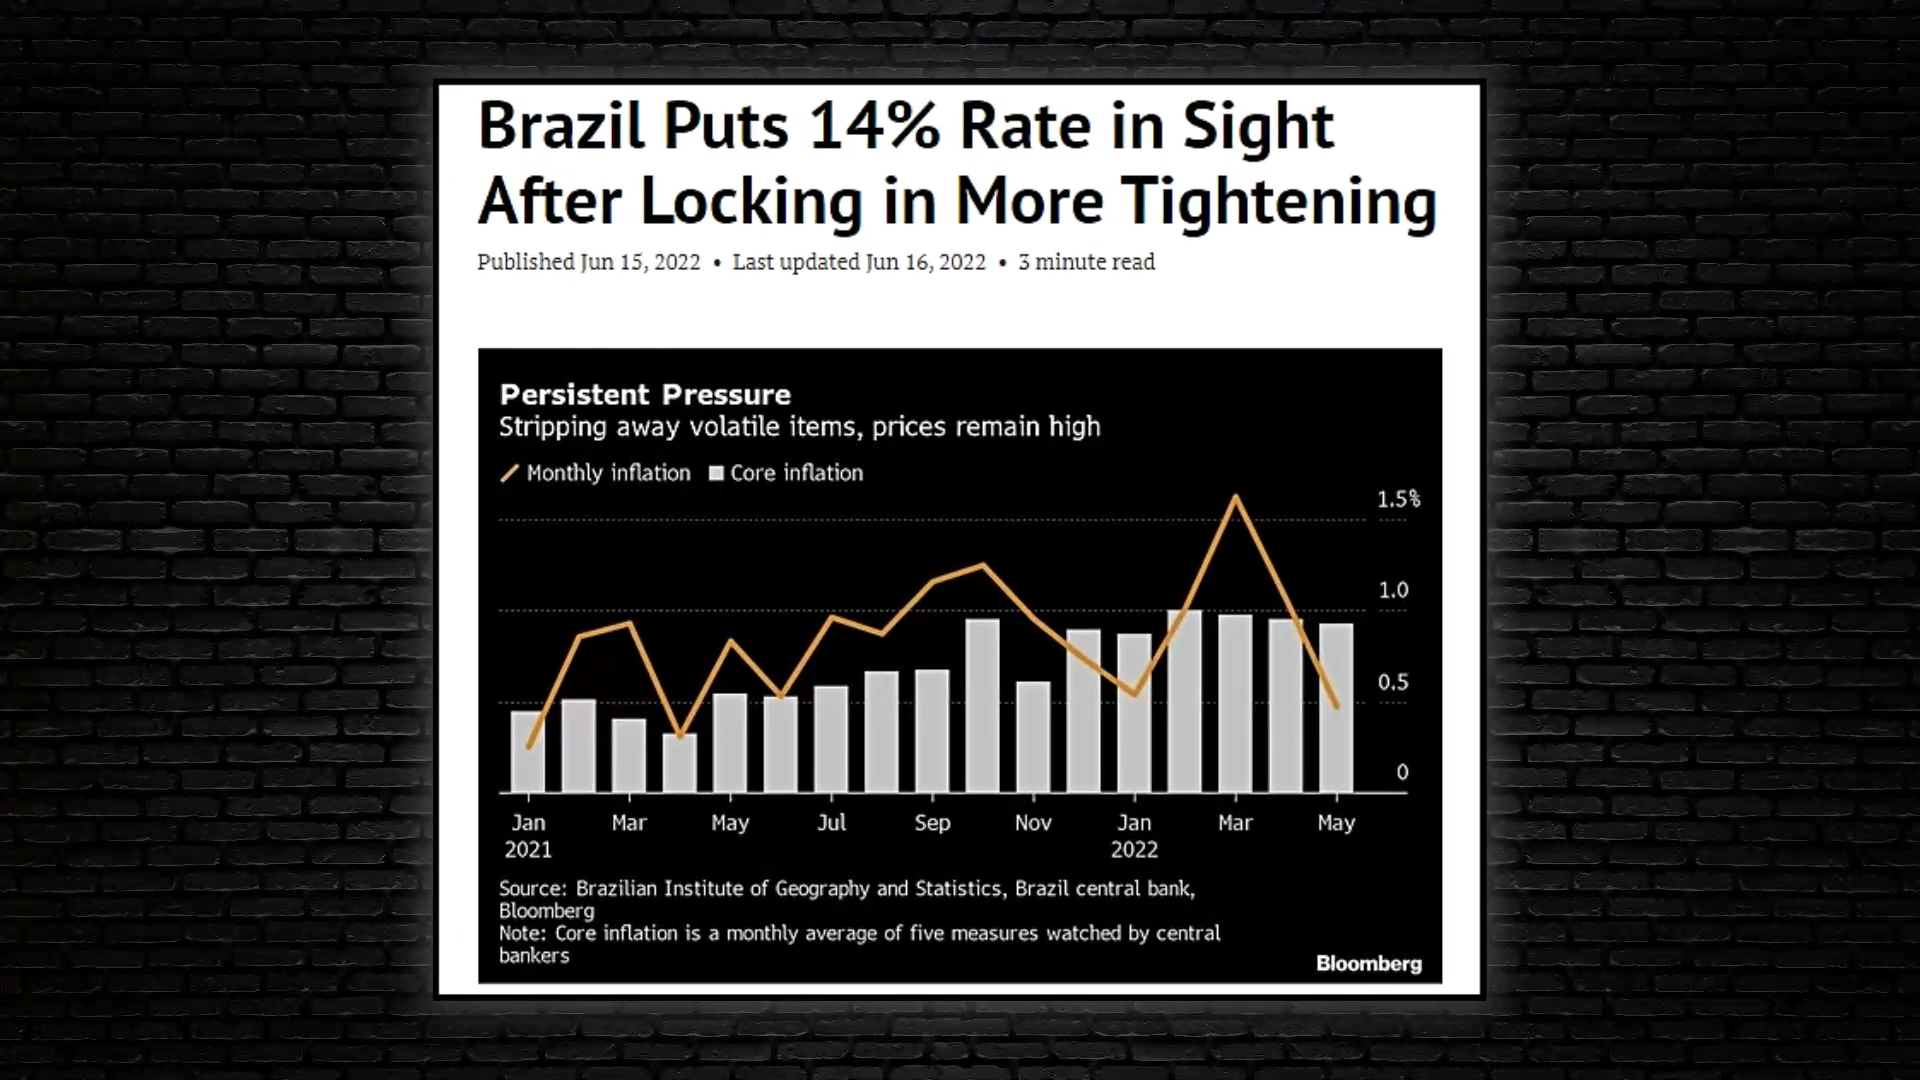 Brazil Puts 14% Rate in Sight
After Locking in More Tightening
Published Jun 15, 2022 • Last updated Jun 16, 2022 • 3 minute read
Persistent Pressure
Stripping away volatile items, prices remain high
Monthly inflation Core inflation
1.5%
1.0
0.5
0
Jan Mar May Jul Sep Nov Jan Mar May
2021 2022
Source: Brazilian Institute of Geography and Statistics, Brazil central bank,
Bloomberg
Note: Core inflation is a monthly average of five measures watched by central
bankers
Bloomberg